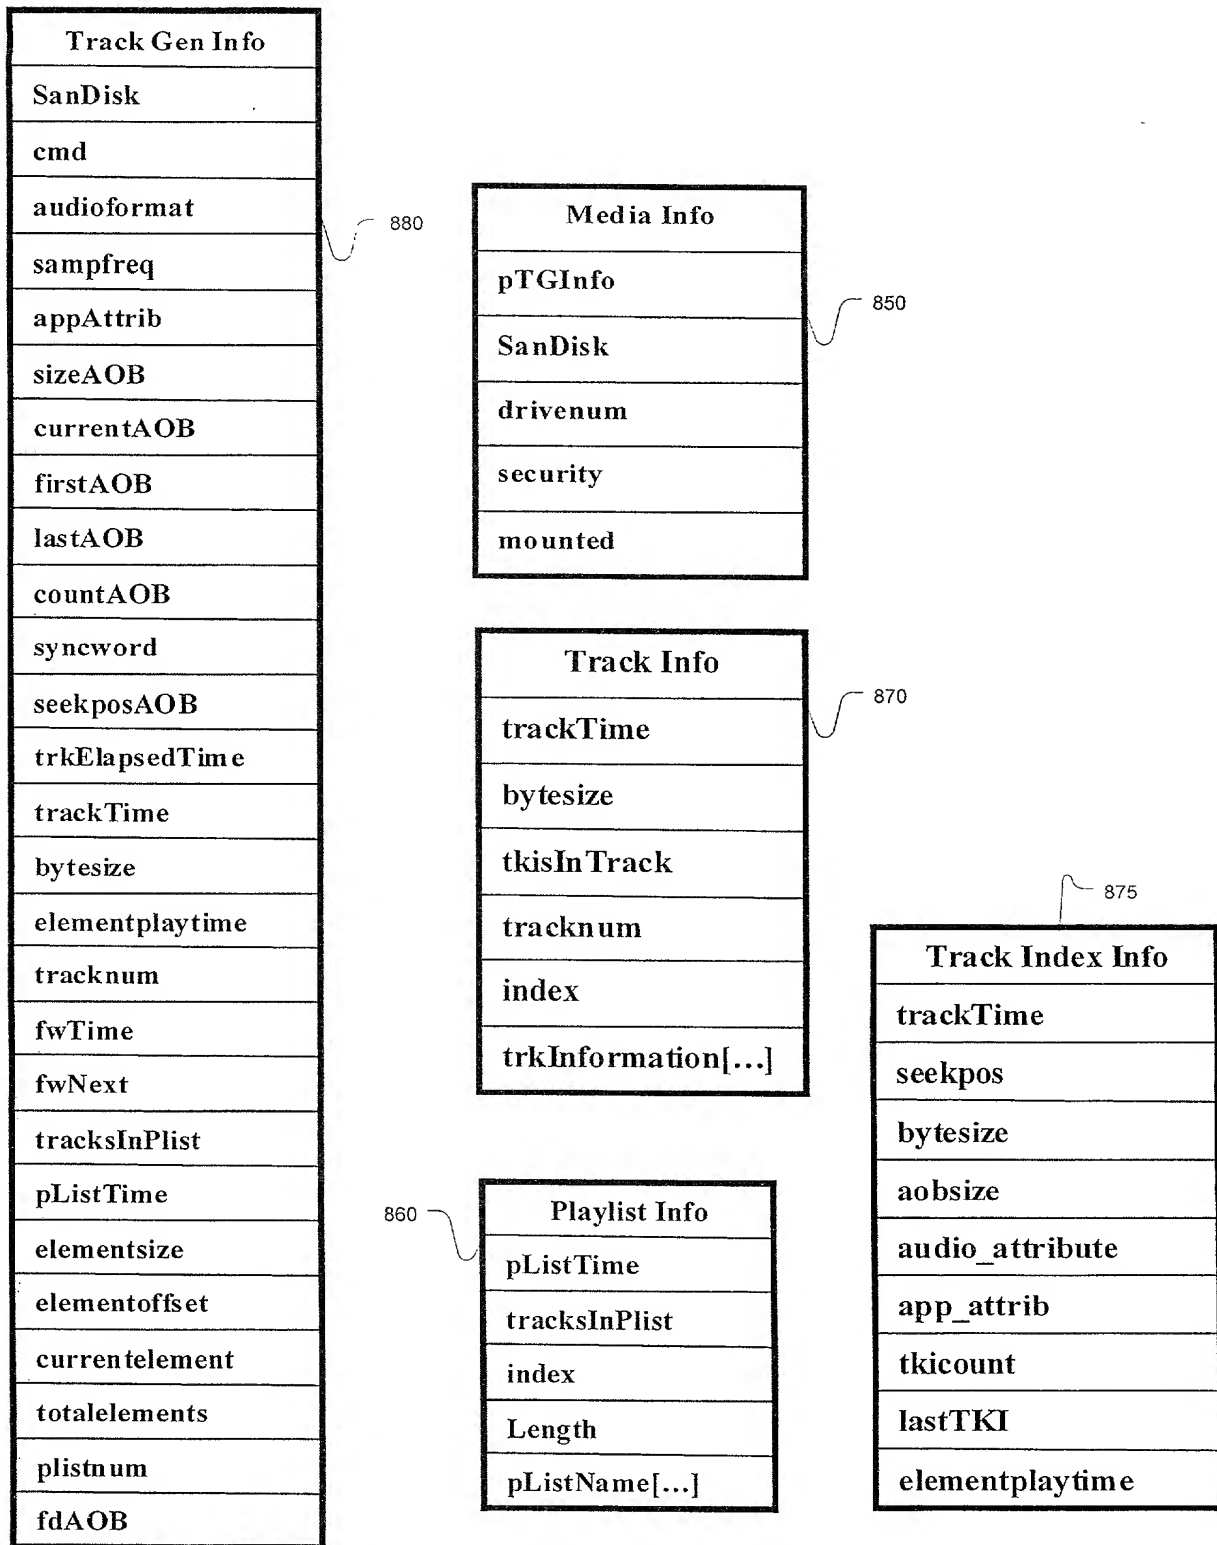 Track Gen Info
SanDisk
cmd
audioformat
sampfreq
appAttrib
sizeAOB
currentAOB
firstAOB
lastAOB
countAOB
syncword
seekposAOB
trkElapsedTime
trackTime
bytesize
elementplaytime
tracknum
fwTime
fwNext
tracksInPlist
pListTime
elementsize
elementoffset
currentelement
totalelements
plistnum
fdAOB
880
Media Info
pTGInfo
SanDisk
drivenum
security
mounted
850
Track Info
trackTime
bytesize
tkisInTrack
tracknum
index
trkInformation[...]
870
Playlist Info
pListTime
tracksInPlist
index
Length
pListName[...]
860
875
Track Index Info
trackTime
seekpos
bytesize
aobsize
audio_attribute
app_attrib
tkicount
lastTKI
elementplaytime